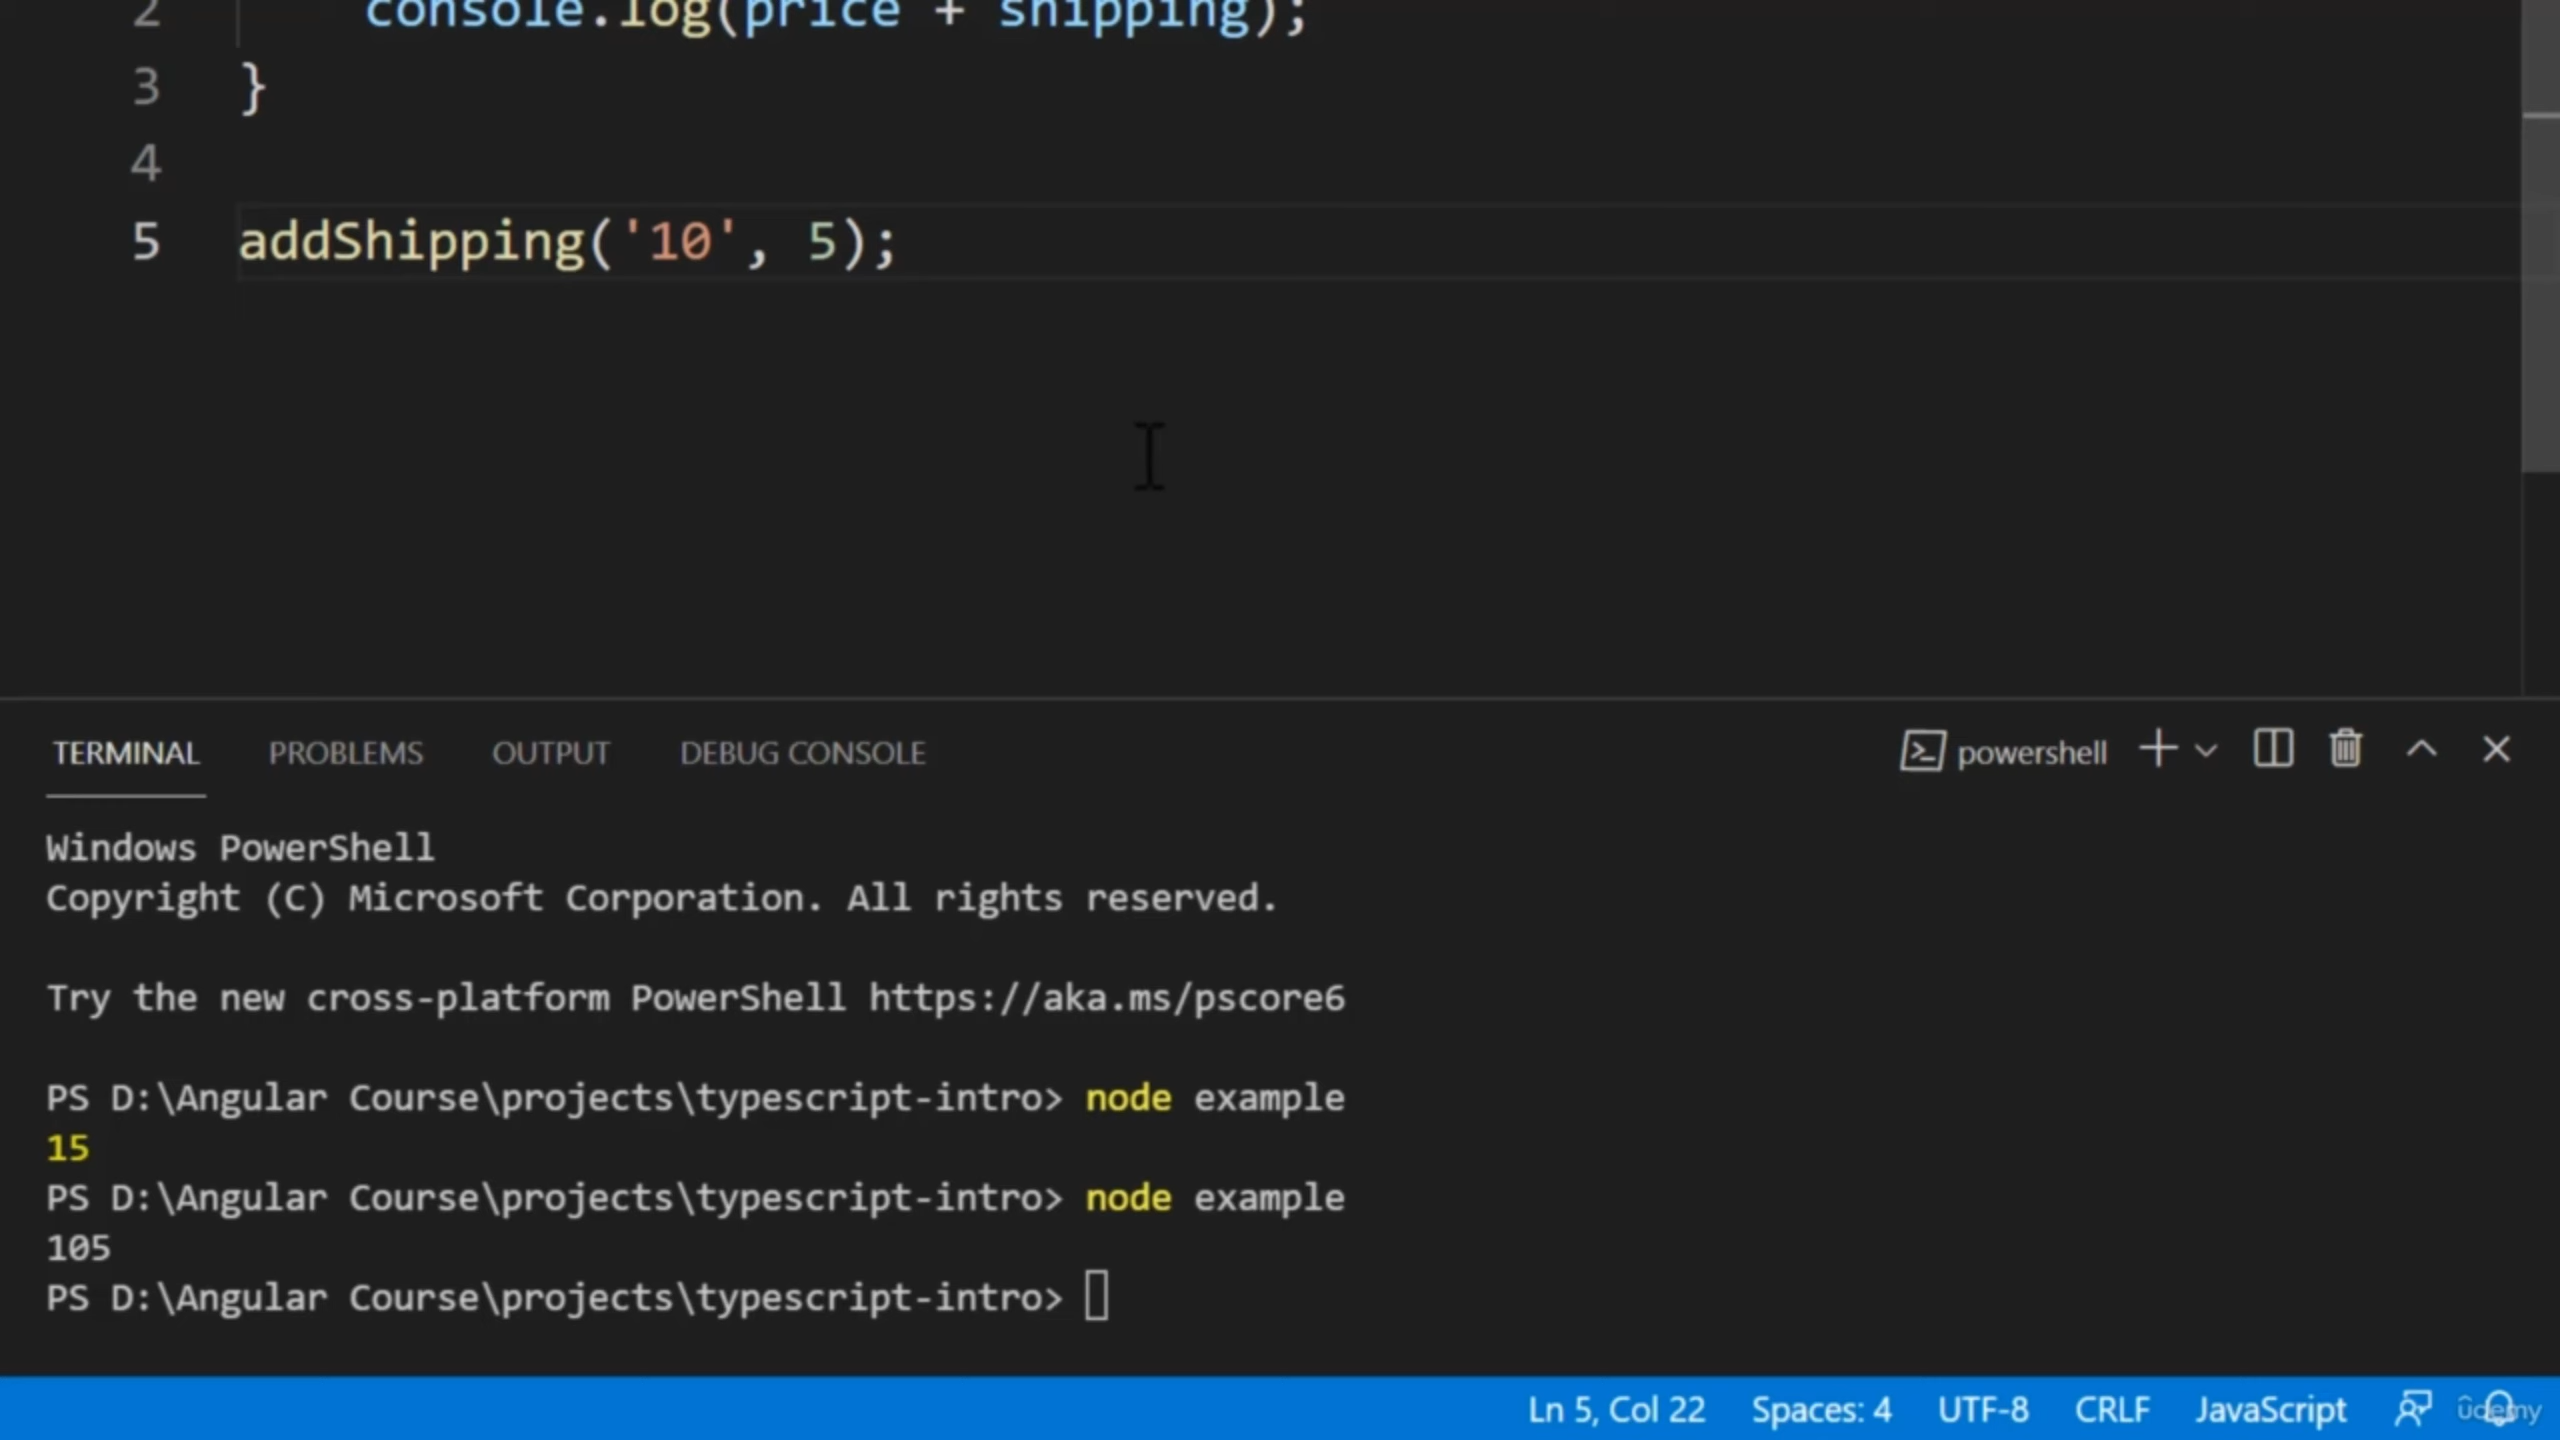 2 console.log(price + shipping);
3 }
4
5 addShipping('10', 5);
TERMINAL PROBLEMS OUTPUT DEBUG CONSOLE powershell
Windows PowerShell
Copyright (C) Microsoft Corporation. All rights reserved.
Try the new cross-platform PowerShell https://aka.ms/pscore6
PS D:\Angular Course\projects\typescript-intro> node example
15
PS D:\Angular Course\projects\typescript-intro> node example
105
PS D:\Angular Course\projects\typescript-intro>
Ln 5, Col 22 Spaces: 4 UTF-8 CRLF JavaScript ûdemy